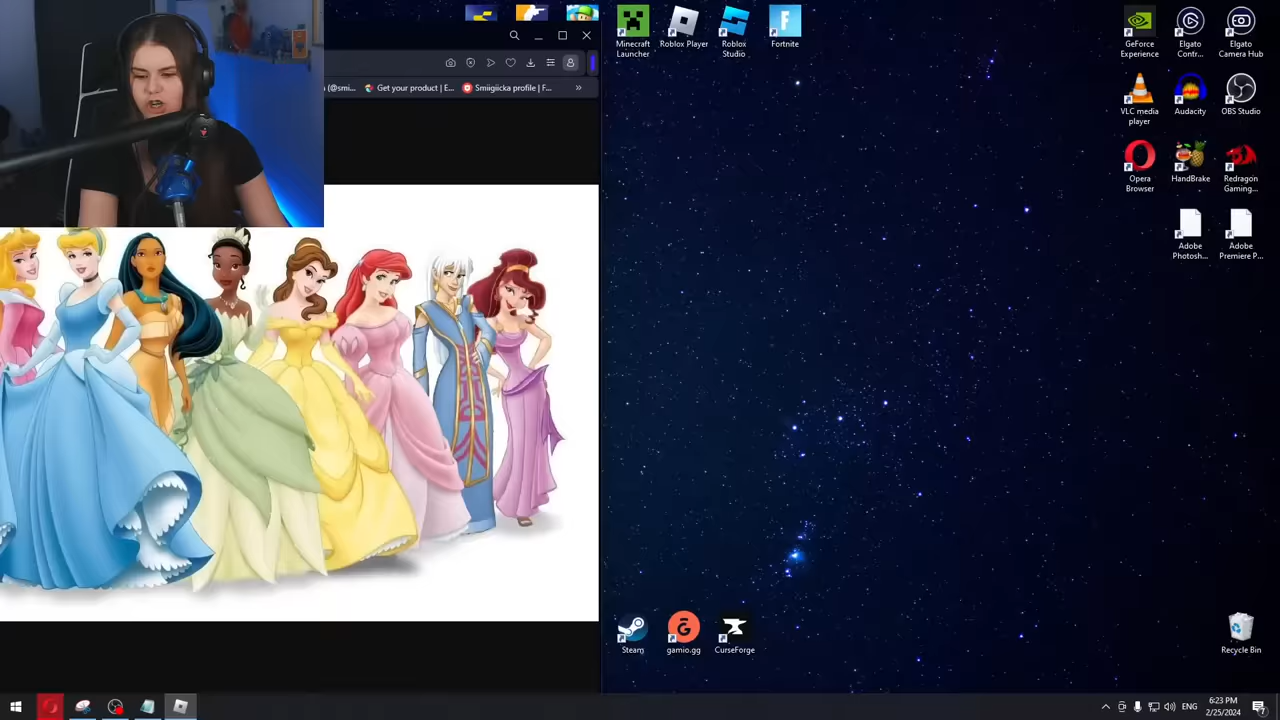 Minecraft
Launcher
Roblox Player
Roblox
Studio
Fortnite
GeForce
Experience
Elgato
Contr...
Elgato
Camera Hub
(@smi...
Get your product | E...
Smiigiicka profile | F...
»
VLC media
player
Audacity
OBS Studio
Opera
Browser
HandBrake
Redragon
Gaming...
Adobe
Photosh...
Adobe
Premiere P...
Steam
gamio.gg
CurseForge
Recycle Bin
ENG
6:23 PM
2/25/2024